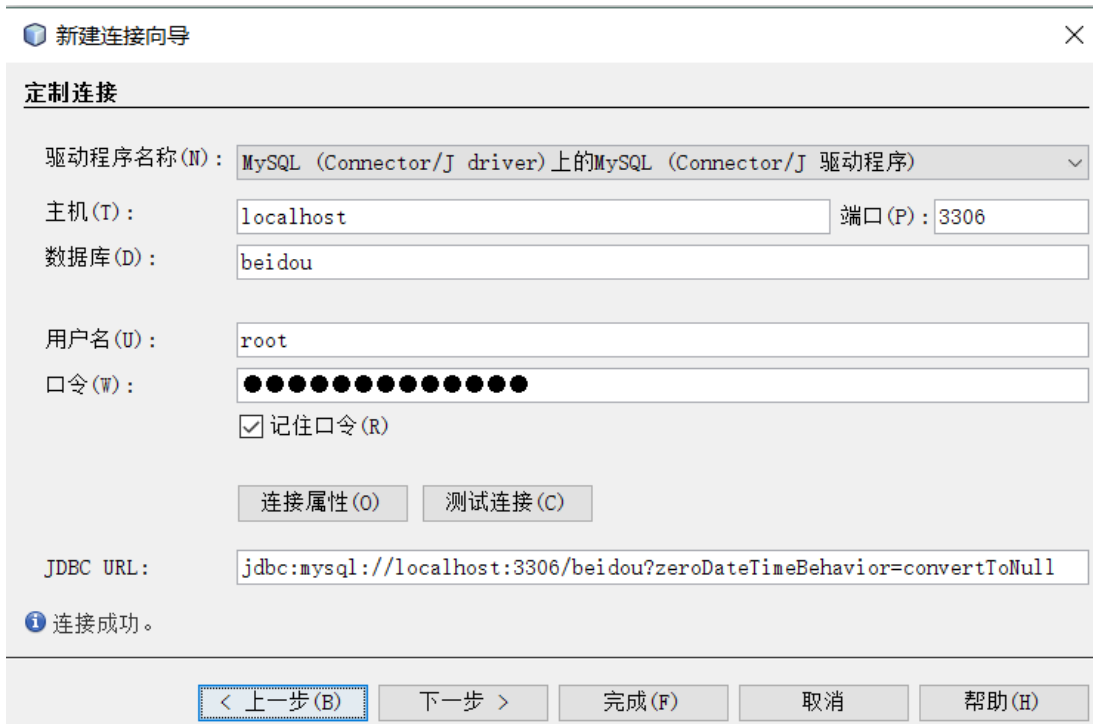 新建连接向导
定制连接
驱动程序名称(N): MySQL (Connector/J driver)上的MySQL (Connector/J 驱动程序)
主机(T): localhost 端口(P): 3306
数据库(D): beidou
用户名(U): root
口令(W): ●●●●●●●●●●●●●
记住口令(R)
连接属性(O) 测试连接(C)
JDBC URL: jdbc:mysql://localhost:3306/beidou?zeroDateTimeBehavior=convertToNull
连接成功。
< 上一步(B) 下一步 > 完成(F) 取消 帮助(H)